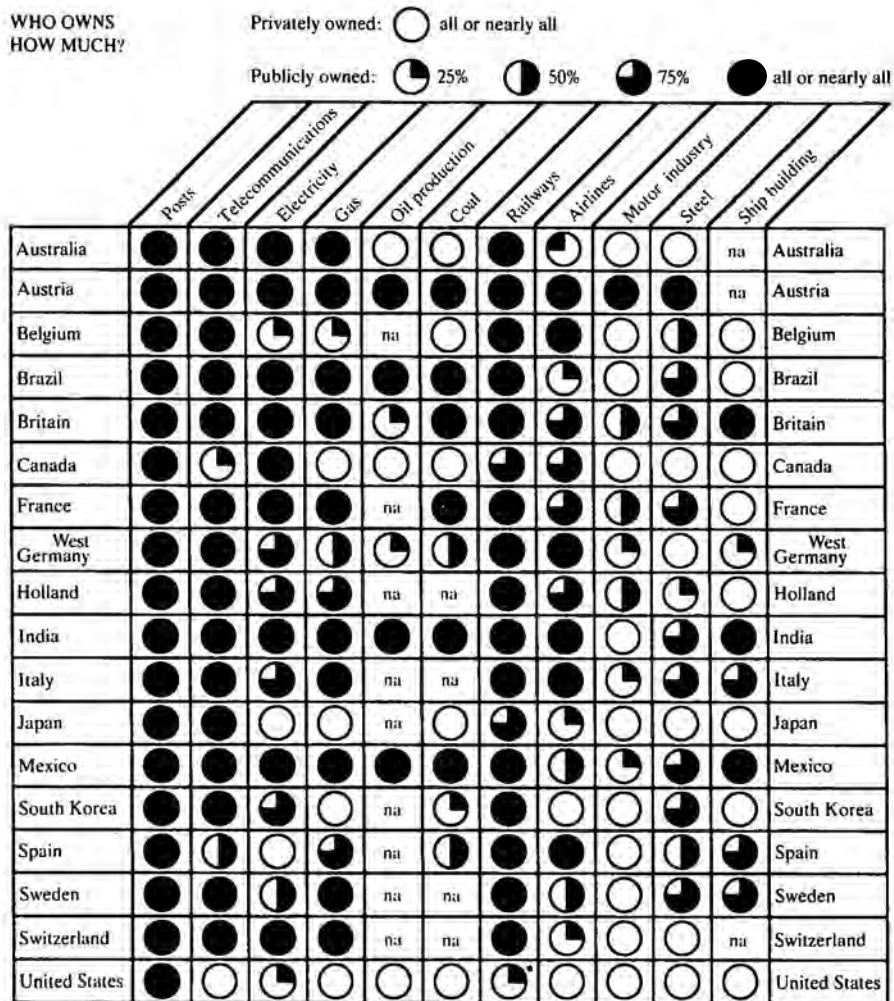 WHO OWNS
HOW MUCH?
Privately owned: all or nearly all
Publicly owned: 25% 50% 75% all or nearly all
Posts Telecommunications Electricity Gas Oil production Coal Railways Airlines Motor industry Steel Ship building
Australia na Australia
Austria na Austria
Belgium na Belgium
Brazil Brazil
Britain Britain
Canada Canada
France na France
West Germany West Germany
Holland na na Holland
India India
Italy na na Italy
Japan na Japan
Mexico Mexico
South Korea na South Korea
Spain na Spain
Sweden na na Sweden
Switzerland na na na Switzerland
United States * United States